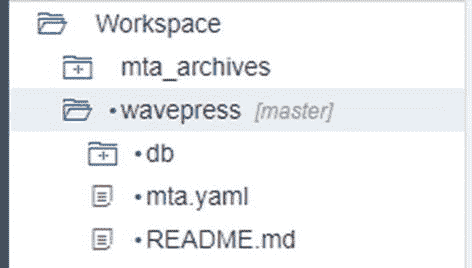 Workspace
mta_archives
•wavepress [master]
•db
•mta.yaml
•README.md